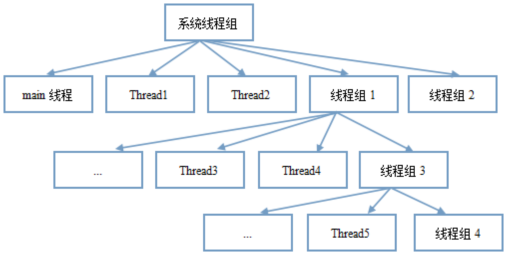 系统线程组
main 线程
Thread1
Thread2
线程组 1
线程组 2
...
Thread3
Thread4
线程组 3
...
Thread5
线程组 4